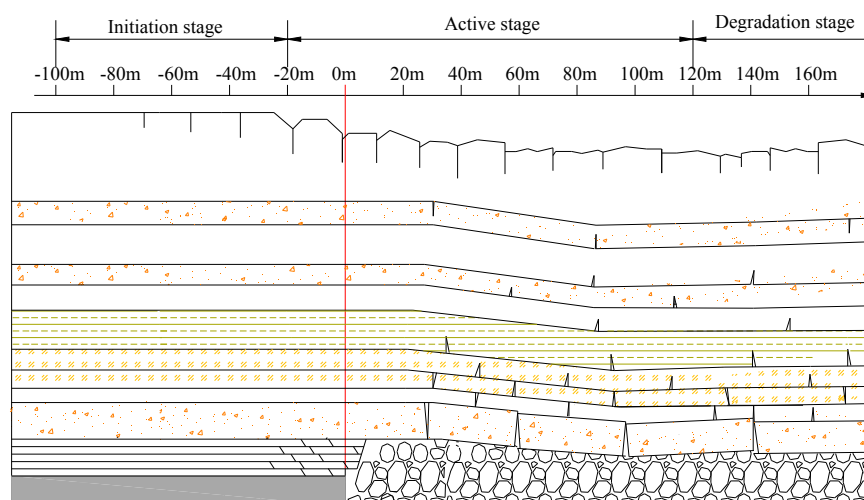 Initiation stage Active stage Degradation stage
-100m -80m -60m -40m -20m 0m 20m 40m 60m 80m 100m 120m 140m 160m